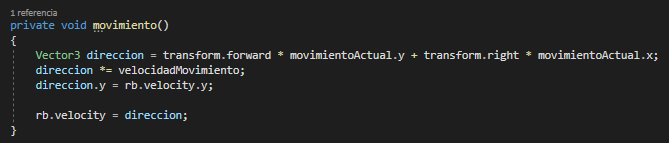 1 referencia
private void movimiento()
{
Vector3 direccion = transform.forward * movimientoActual.y + transform.right * movimientoActual.x;
direccion *= velocidadMovimiento;
direccion.y = rb.velocity.y;
rb.velocity = direccion;
}